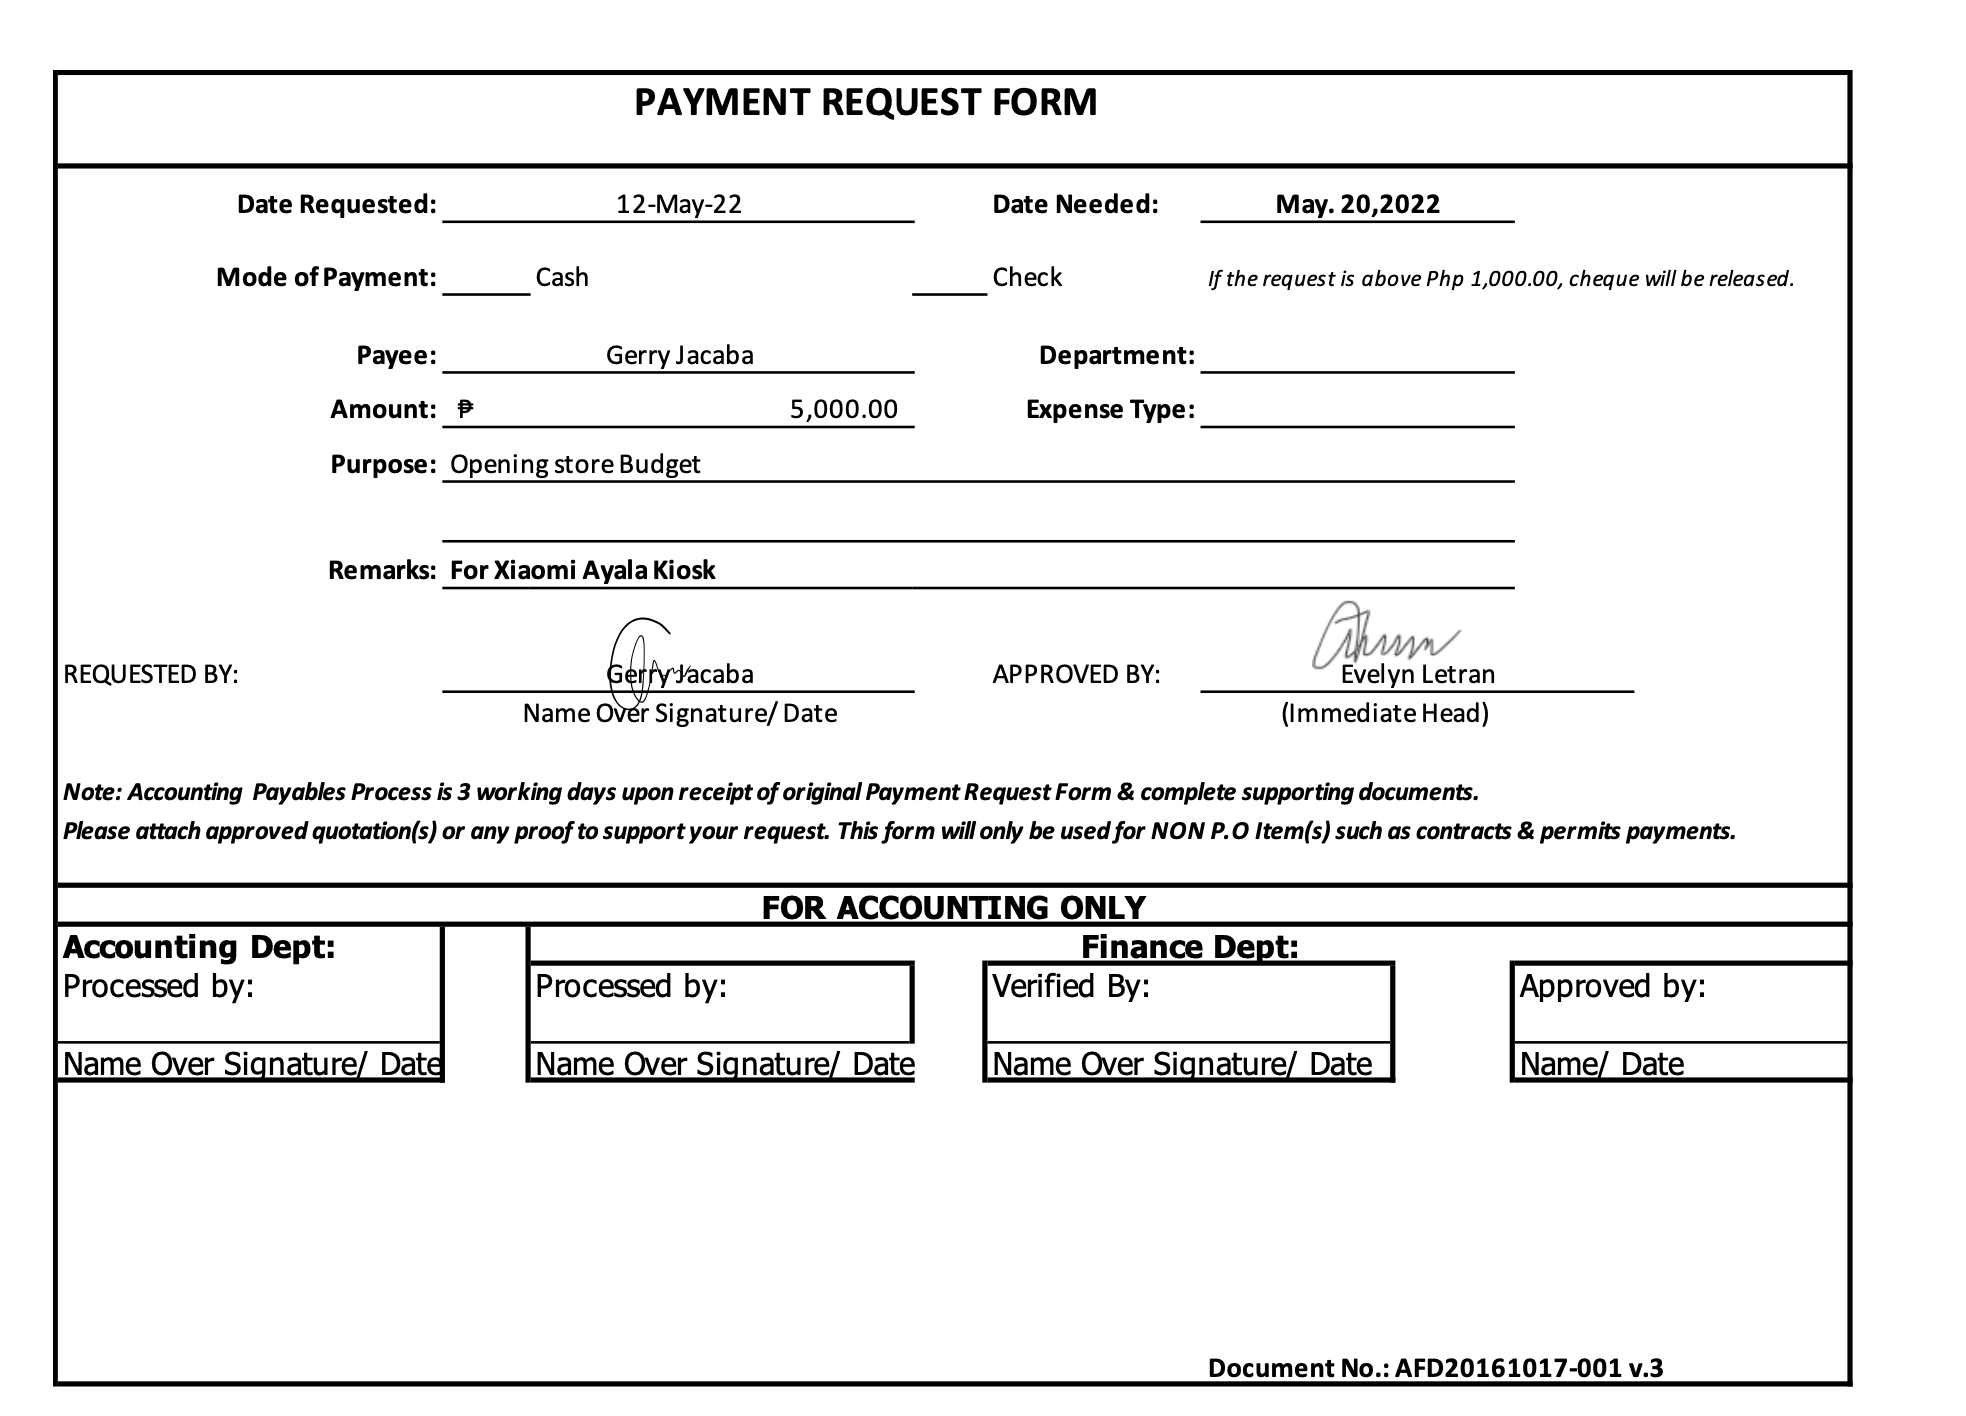 PAYMENT REQUEST FORM
Date Requested: 12-May-22 Date Needed: May. 20,2022
Mode of Payment: Cash Check If the request is above Php 1,000.00, cheque will be released.
Payee: Gerry Jacaba Department:
Amount: ₱ 5,000.00 Expense Type:
Purpose: Opening store Budget
Remarks: For Xiaomi Ayala Kiosk
REQUESTED BY: Gerry Jacaba APPROVED BY: Evelyn Letran
Name Over Signature/ Date (Immediate Head)
Note: Accounting Payables Process is 3 working days upon receipt of original Payment Request Form & complete supporting documents.
Please attach approved quotation(s) or any proof to support your request. This form will only be used for NON P.O Item(s) such as contracts & permits payments.
FOR ACCOUNTING ONLY
Accounting Dept: Finance Dept:
Processed by: Processed by: Verified By: Approved by:
Name Over Signature/ Date Name Over Signature/ Date Name Over Signature/ Date Name/ Date
Document No.: AFD20161017-001 v.3